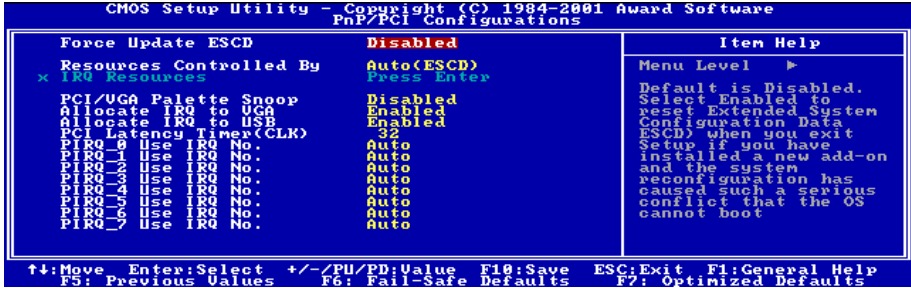 CMOS Setup Utility - Copyright (C) 1984-2001 Award Software
PnP/PCI Configurations
Force Update ESCD Disabled
Resources Controlled By Auto(ESCD)
x IRQ Resources Press Enter
PCI/VGA Palette Snoop Disabled
Allocate IRQ to VGA Enabled
Allocate IRQ to USB Enabled
PCI Latency Timer(CLK) 32
PIRQ_0 Use IRQ No. Auto
PIRQ_1 Use IRQ No. Auto
PIRQ_2 Use IRQ No. Auto
PIRQ_3 Use IRQ No. Auto
PIRQ_4 Use IRQ No. Auto
PIRQ_5 Use IRQ No. Auto
PIRQ_6 Use IRQ No. Auto
PIRQ_7 Use IRQ No. Auto
Item Help
Menu Level ►
Default is Disabled.
Select Enabled to
reset Extended System
Configuration Data
ESCD) when you exit
Setup if you have
installed a new add-on
and the system
reconfiguration has
caused such a serious
conflict that the OS
cannot boot
↑↓:Move Enter:Select +/-/PU/PD:Value F10:Save ESC:Exit F1:General Help
F5: Previous Values F6: Fail-Safe Defaults F7: Optimized Defaults